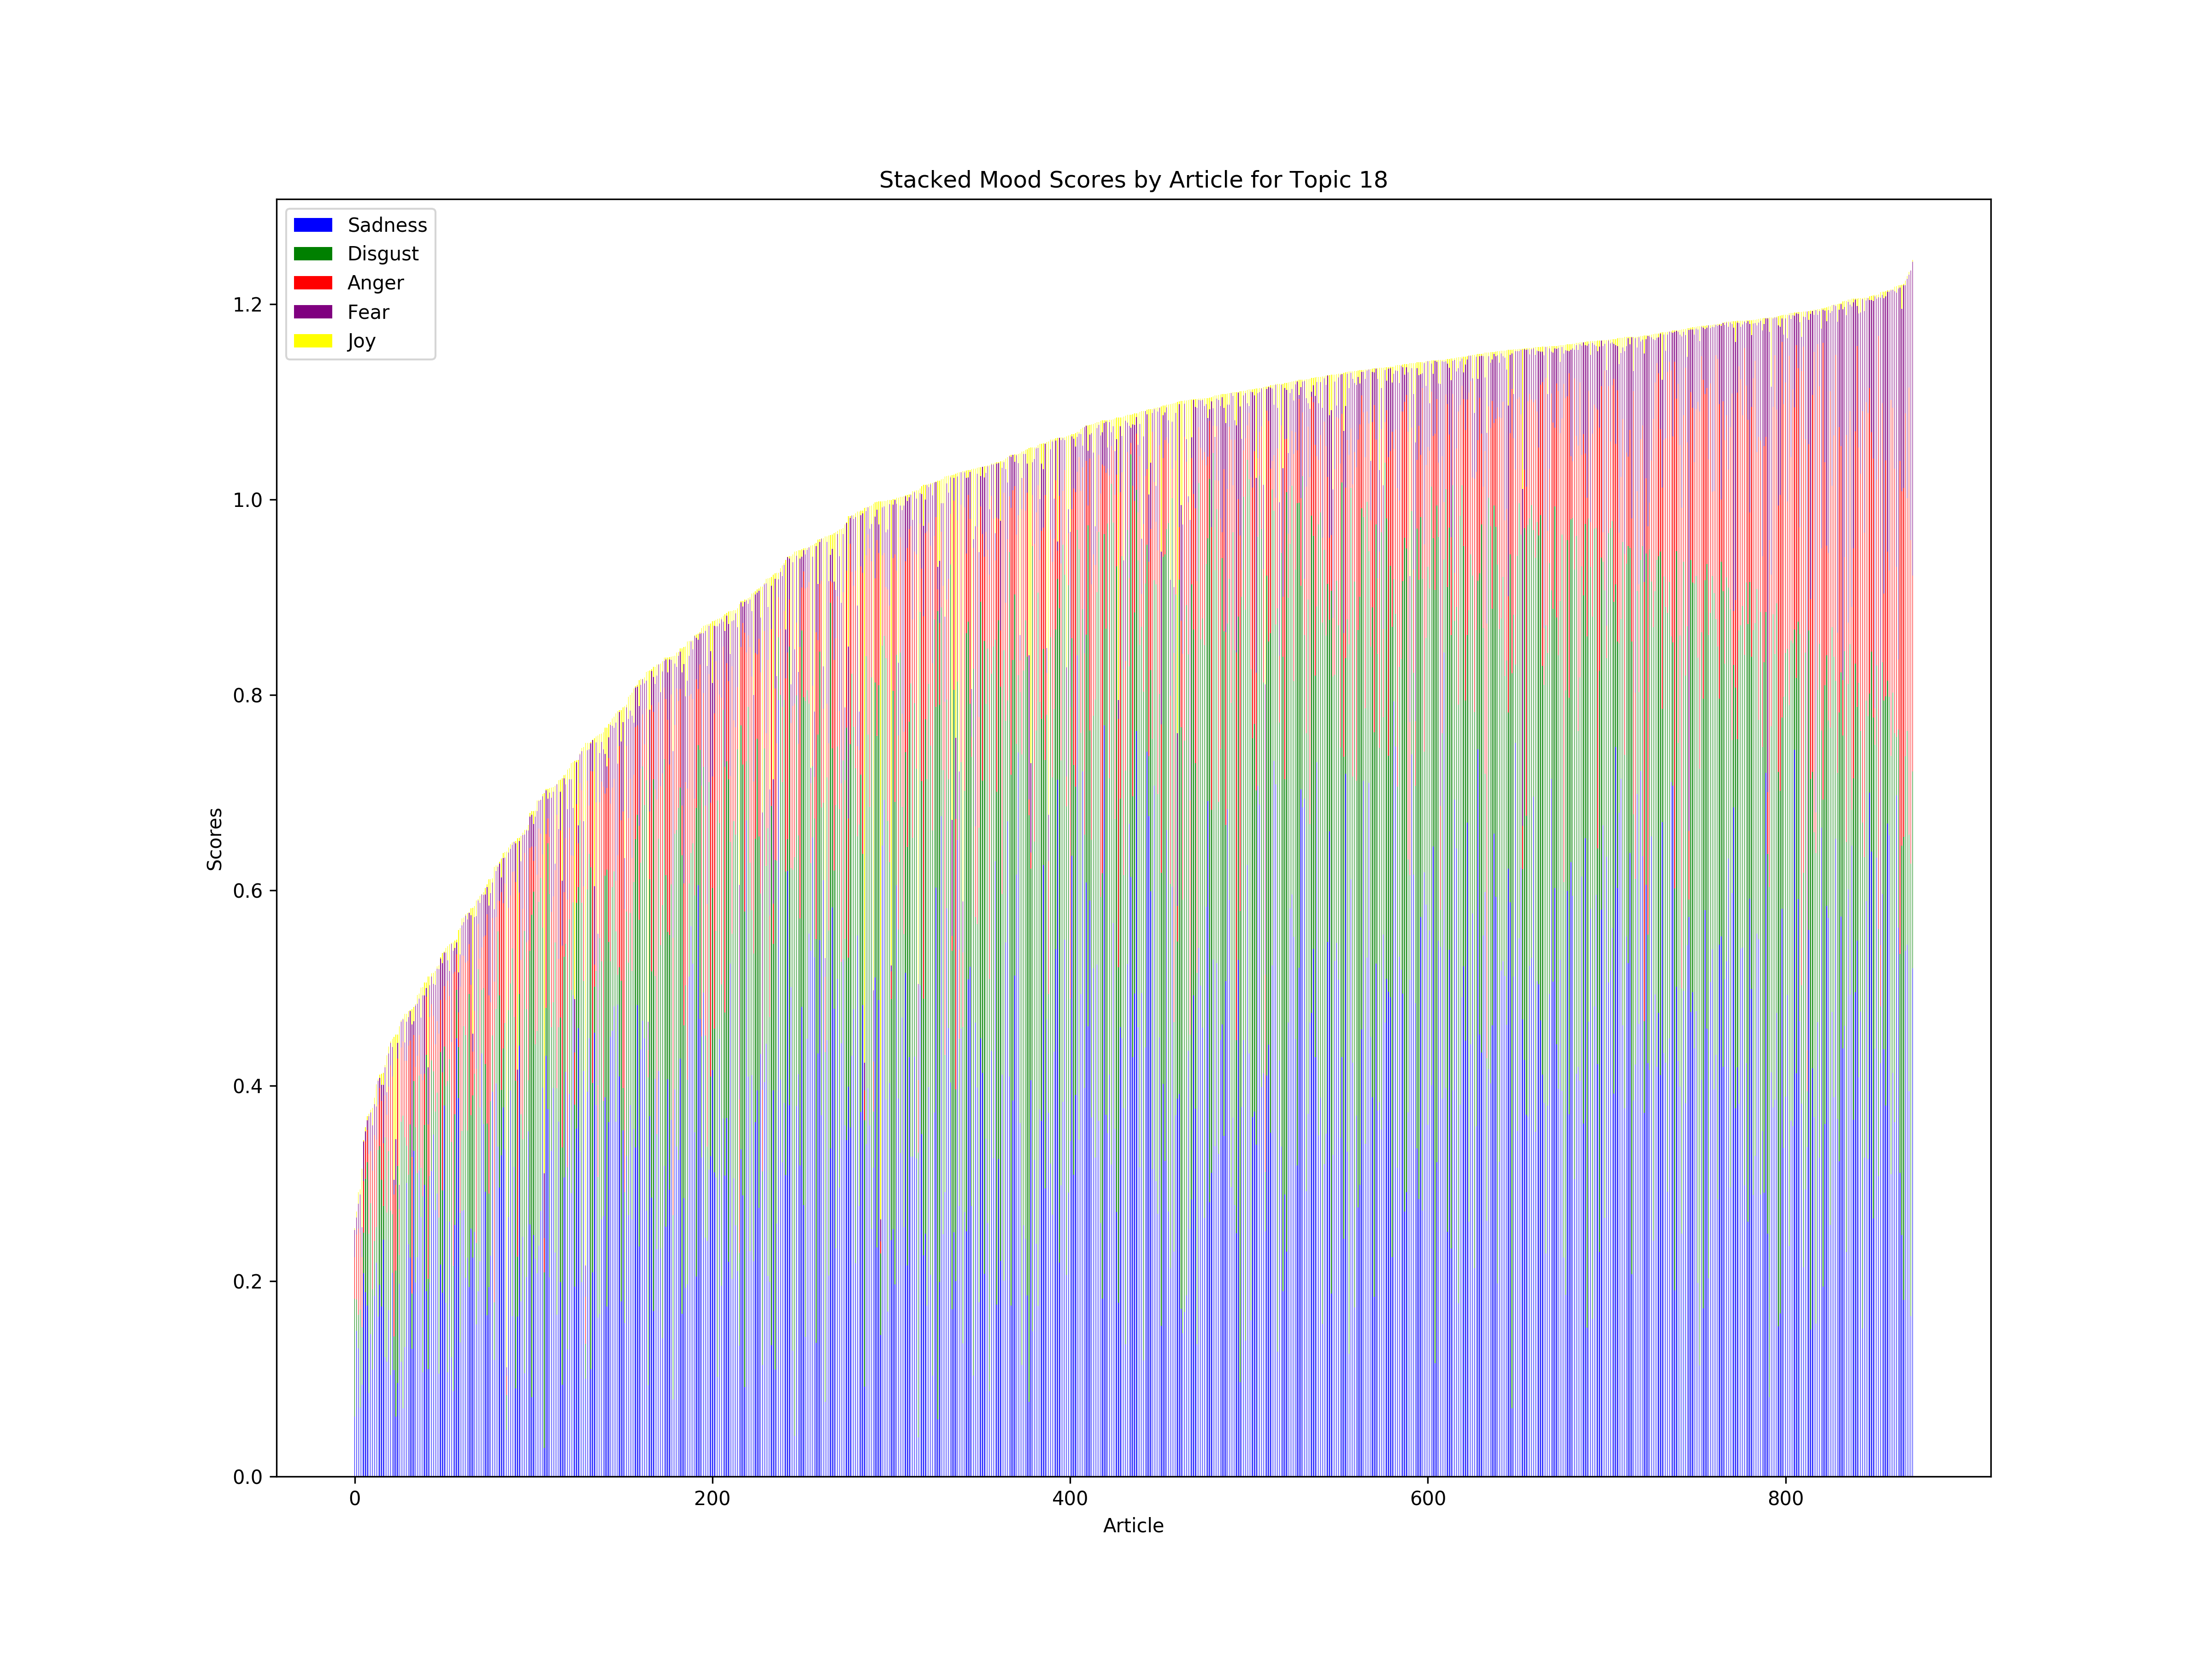 Stacked Mood Scores by Article for Topic 18
Sadness
Disgust
Anger
Fear
Joy
1.2
1.0
0.8
0.6
0.4
0.2
0.0
Scores
0 200 400 600 800
Article